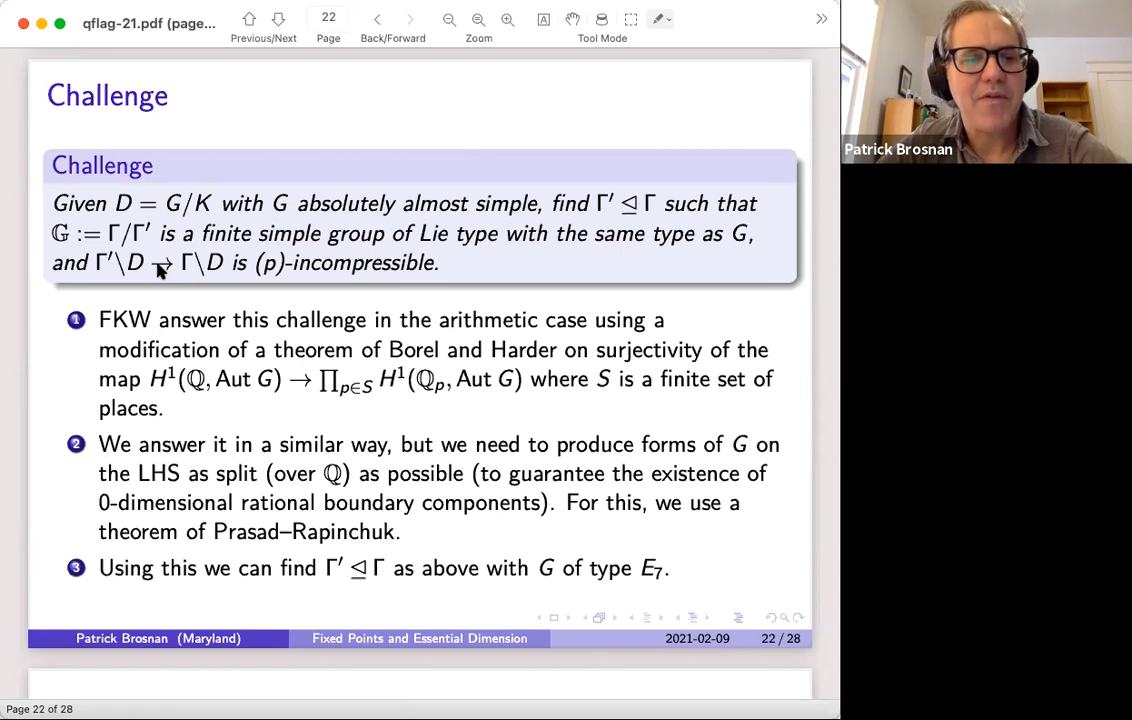 qflag-21.pdf (page...
22
Previous/Next
Page
Back/Forward
Zoom
Tool Mode
Challenge
Challenge
Given D = G/K with G absolutely almost simple, find Γ′ ⊴ Γ such that
𝔾 := Γ/Γ′ is a finite simple group of Lie type with the same type as G,
and Γ′\D → Γ\D is (p)-incompressible.
1 FKW answer this challenge in the arithmetic case using a
modification of a theorem of Borel and Harder on surjectivity of the
map H¹(ℚ, Aut G) → ∏_{p∈S} H¹(ℚ_p, Aut G) where S is a finite set of
places.
2 We answer it in a similar way, but we need to produce forms of G on
the LHS as split (over ℚ) as possible (to guarantee the existence of
0-dimensional rational boundary components). For this, we use a
theorem of Prasad–Rapinchuk.
3 Using this we can find Γ′ ⊴ Γ as above with G of type E₇.
Patrick Brosnan (Maryland)
Fixed Points and Essential Dimension
2021-02-09
22 / 28
Page 22 of 28
Patrick Brosnan